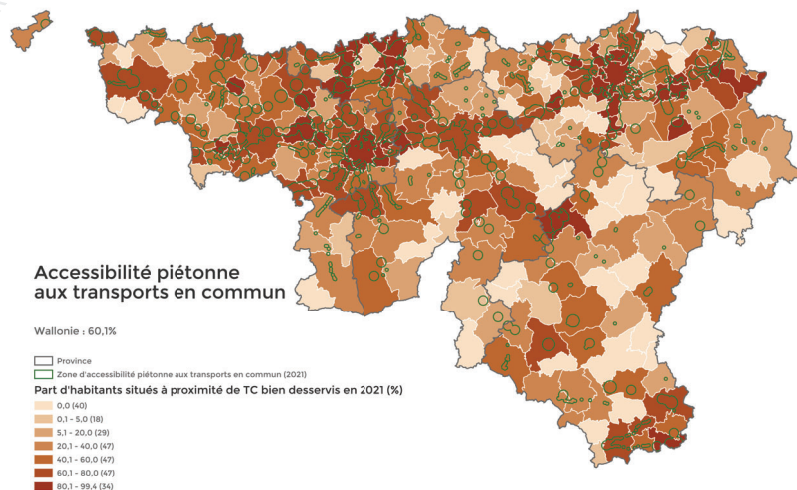 Accessibilité piétonne
aux transports en commun
Wallonie : 60,1%
Province
Zone d'accessibilité piétonne aux transports en commun (2021)
Part d'habitants situés à proximité de TC bien desservis en 2021 (%)
0,0 (40)
0,1 - 5,0 (18)
5,1 - 20,0 (29)
20,1 - 40,0 (47)
40,1 - 60,0 (47)
60,1 - 80,0 (47)
80,1 - 99,4 (34)